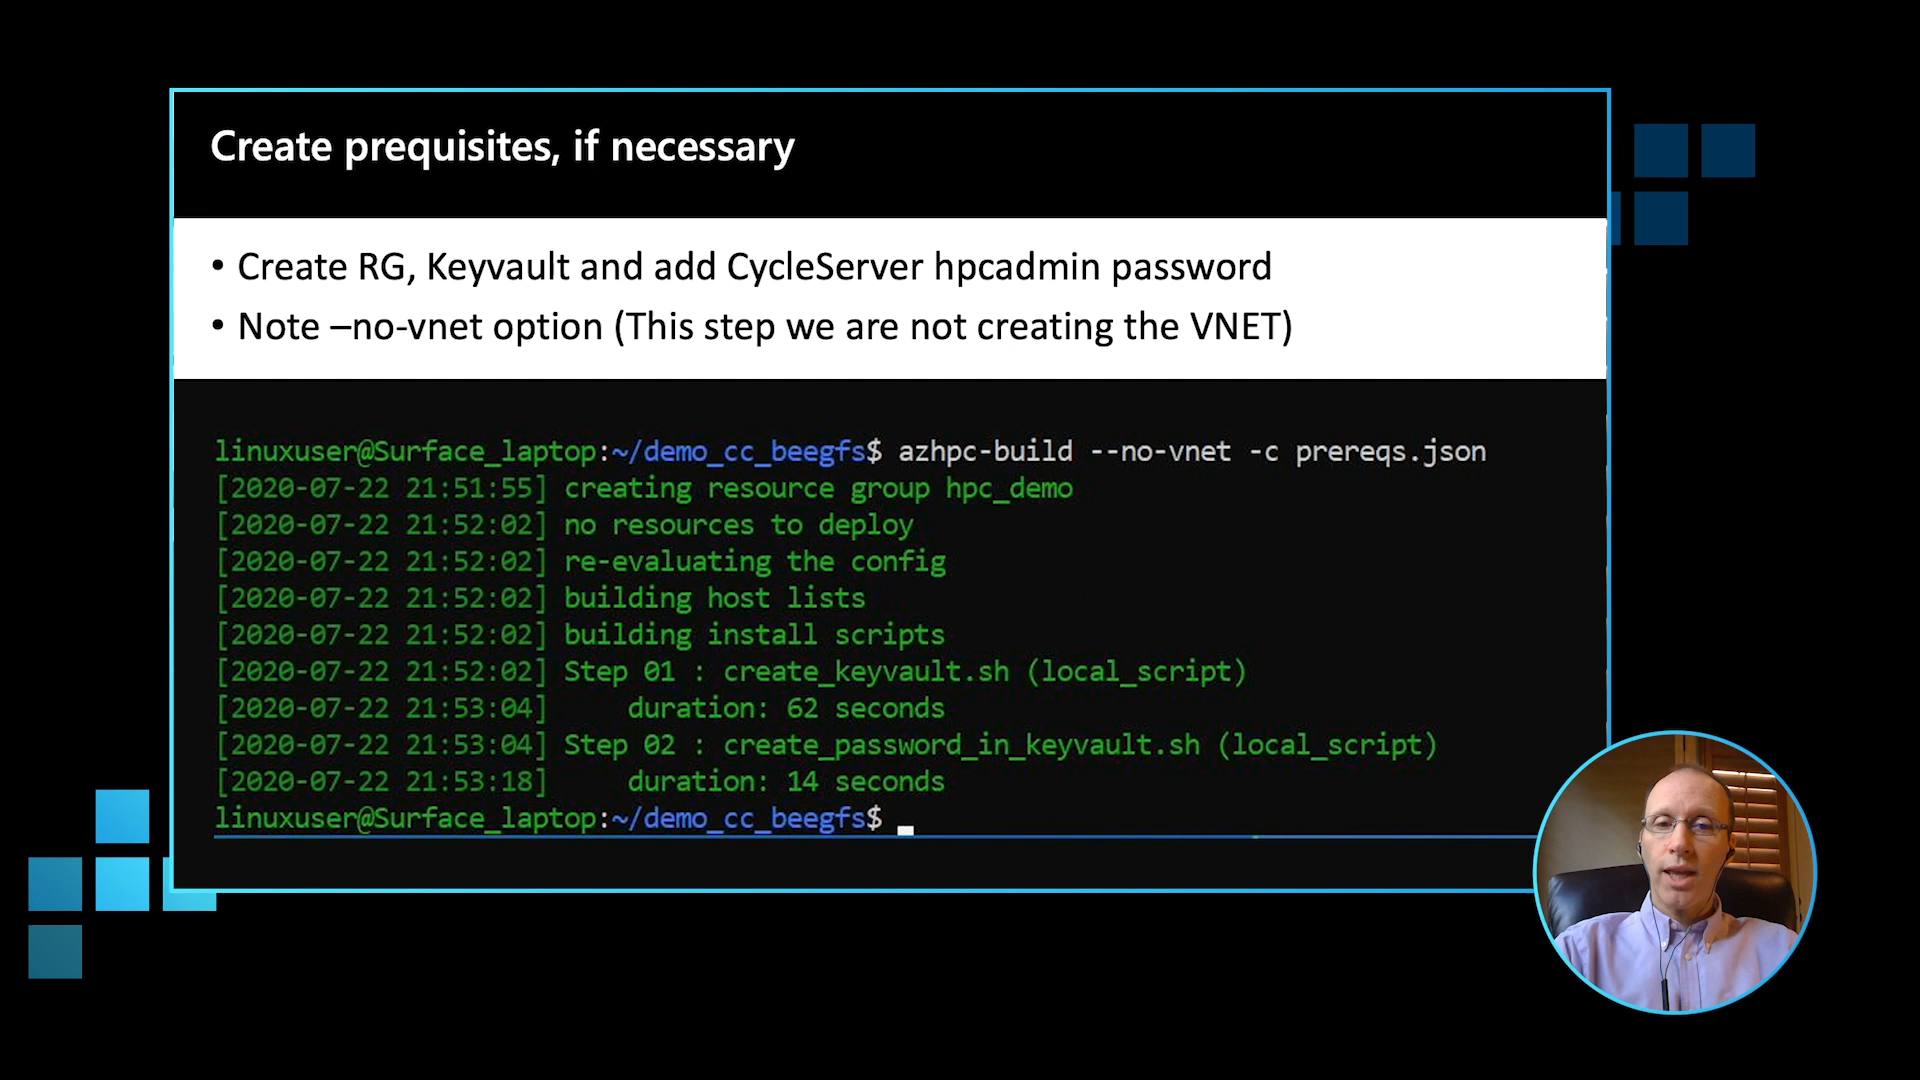 Create prequisites, if necessary
• Create RG, Keyvault and add CycleServer hpcadmin password
• Note –no-vnet option (This step we are not creating the VNET)
linuxuser@Surface_laptop:~/demo_cc_beegfs$ azhpc-build --no-vnet -c prereqs.json
[2020-07-22 21:51:55] creating resource group hpc_demo
[2020-07-22 21:52:02] no resources to deploy
[2020-07-22 21:52:02] re-evaluating the config
[2020-07-22 21:52:02] building host lists
[2020-07-22 21:52:02] building install scripts
[2020-07-22 21:52:02] Step 01 : create_keyvault.sh (local_script)
[2020-07-22 21:53:04]     duration: 62 seconds
[2020-07-22 21:53:04] Step 02 : create_password_in_keyvault.sh (local_script)
[2020-07-22 21:53:18]     duration: 14 seconds
linuxuser@Surface_laptop:~/demo_cc_beegfs$